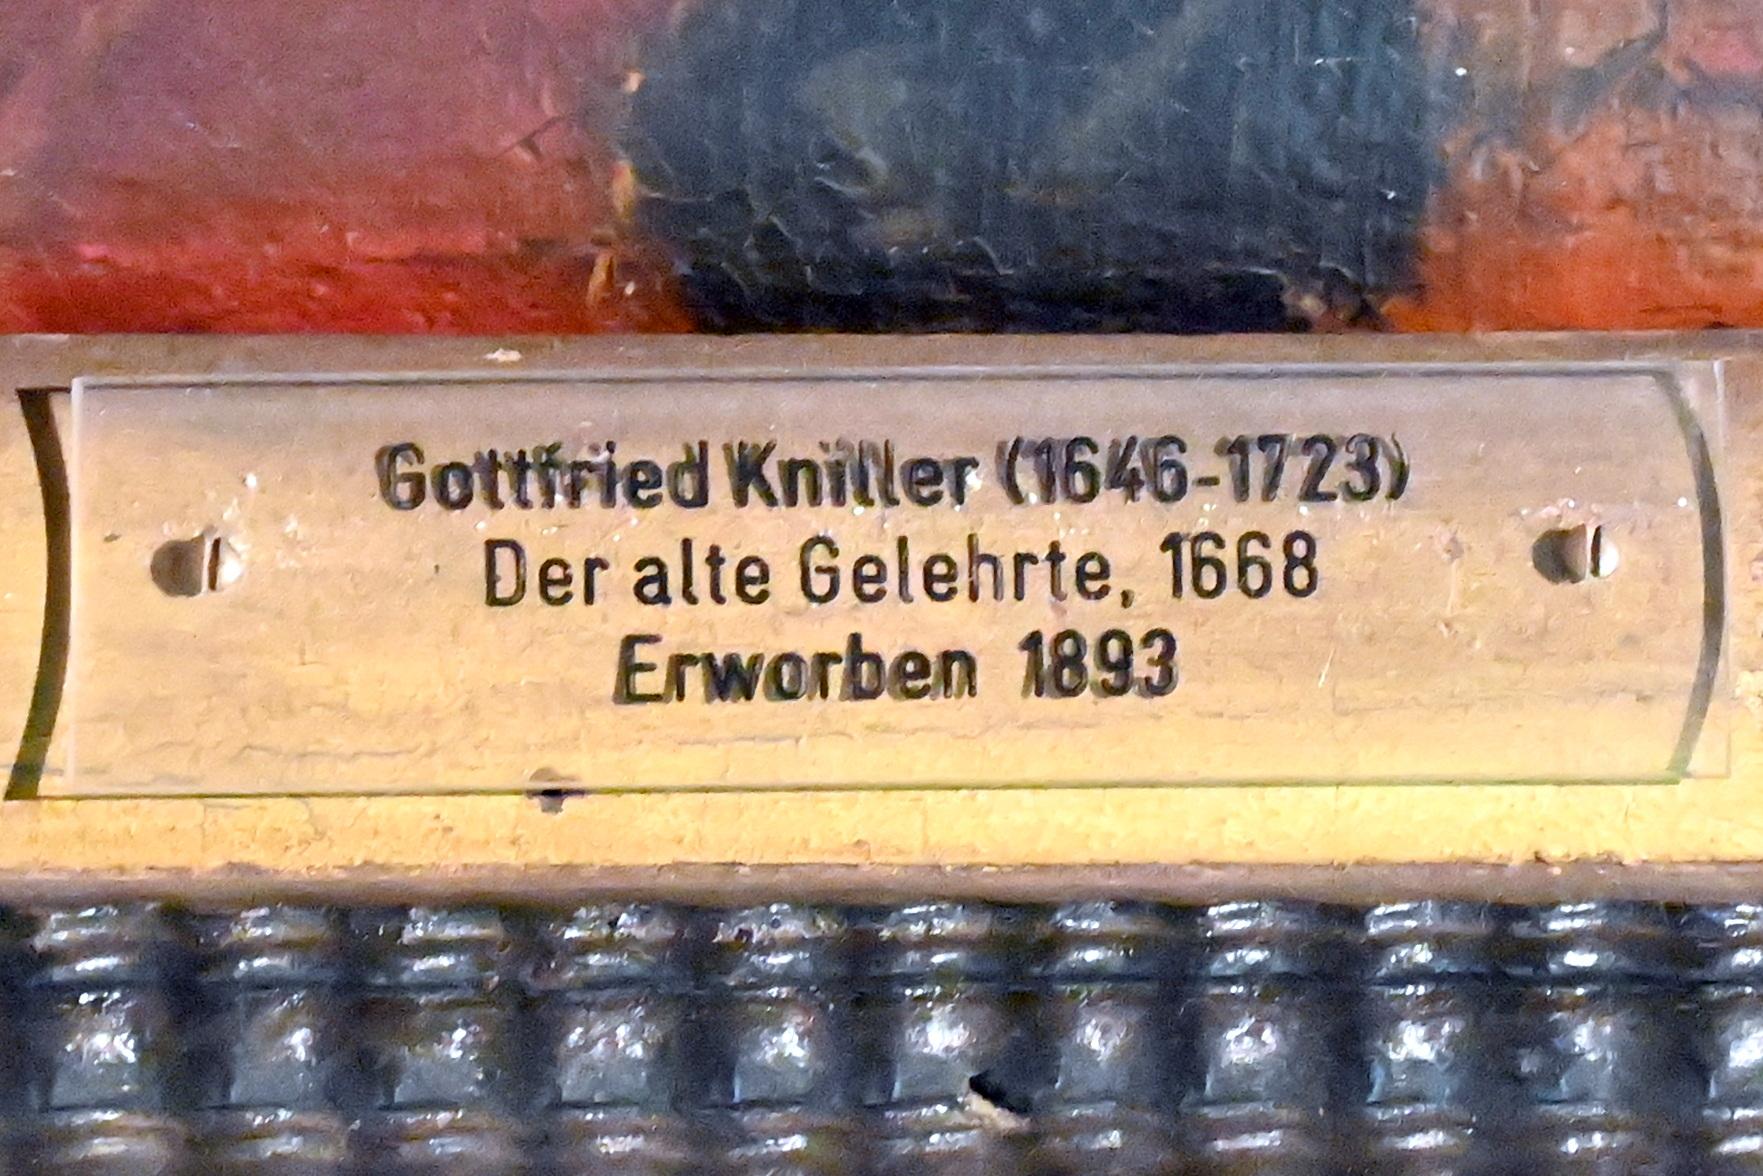 Gottfried Kniller (1646-1723)
Der alte Gelehrte, 1668
Erworben 1893